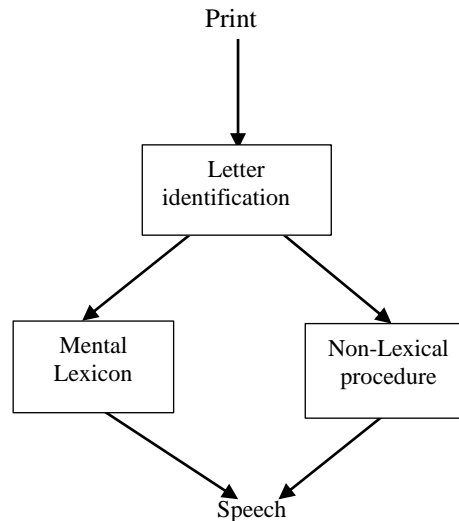 Print
Letter
identification
Mental
Lexicon
Non-Lexical
procedure
Speech